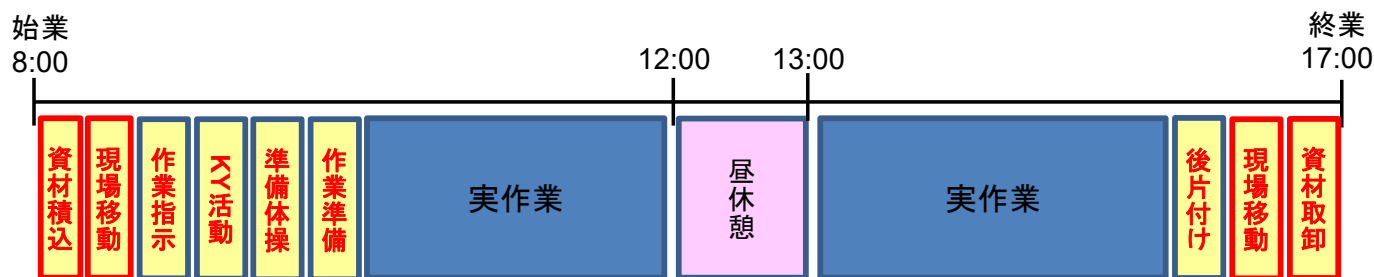 始業
8:00
12:00
13:00
終業
17:00
資材積込
現場移動
作業指示
KY活動
準備体操
作業準備
実作業
昼休憩
実作業
後片付け
現場移動
資材取卸